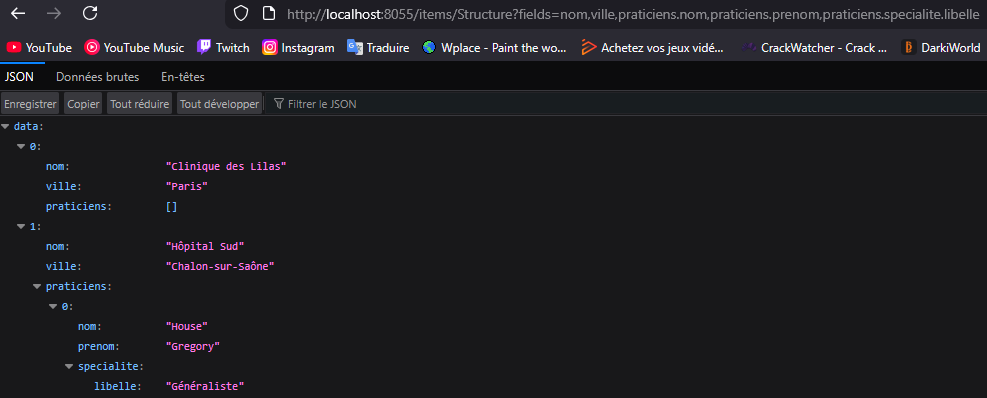 http://localhost:8055/items/Structure?fields=nom,ville,praticiens.nom,praticiens.prenom,praticiens.specialite.libelle
YouTube YouTube Music Twitch Instagram Traduire Wplace - Paint the wo... Achetez vos jeux vidé... CrackWatcher - Crack ... DarkiWorld
JSON Données brutes En-têtes
Enregistrer Copier Tout réduire Tout développer Filtrer le JSON
data:
0:
nom: "Clinique des Lilas"
ville: "Paris"
praticiens: []
1:
nom: "Hôpital Sud"
ville: "Chalon-sur-Saône"
praticiens:
0:
nom: "House"
prenom: "Gregory"
specialite:
libelle: "Généraliste"